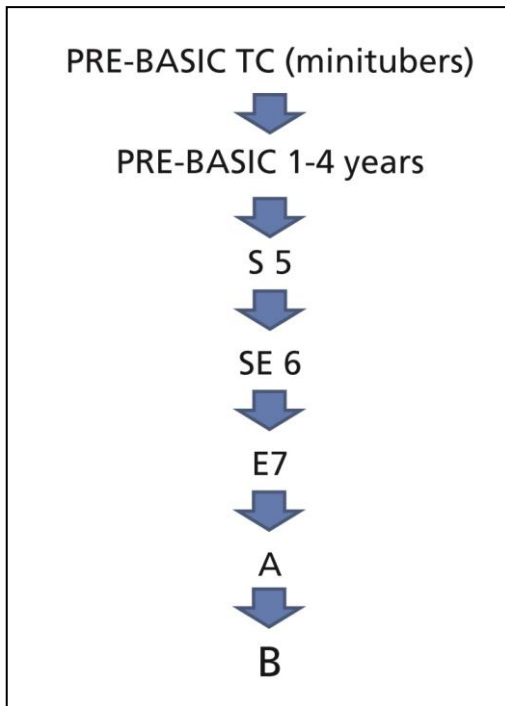 PRE-BASIC TC (minitubers)
PRE-BASIC 1-4 years
S 5
SE 6
E7
A
B